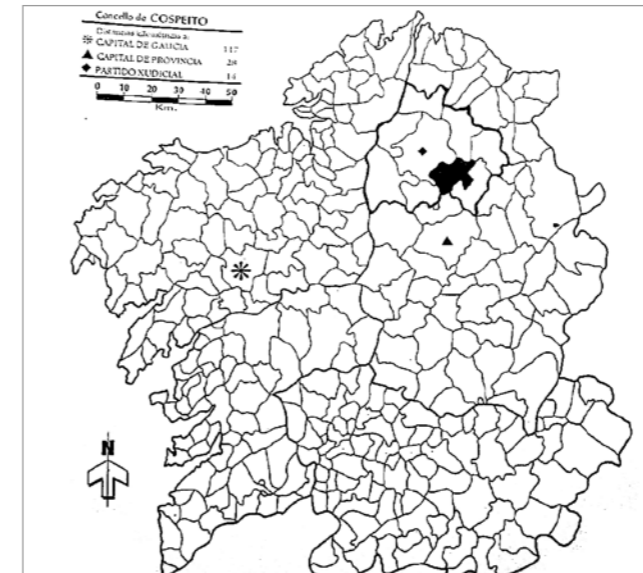 Concello de COSPEITO
CAPITAL DE GALICIA 117
CAPITAL DE PROVINCIA 28
PARTIDO XUDICIAL 14
0 10 20 30 40 50
Km.
N